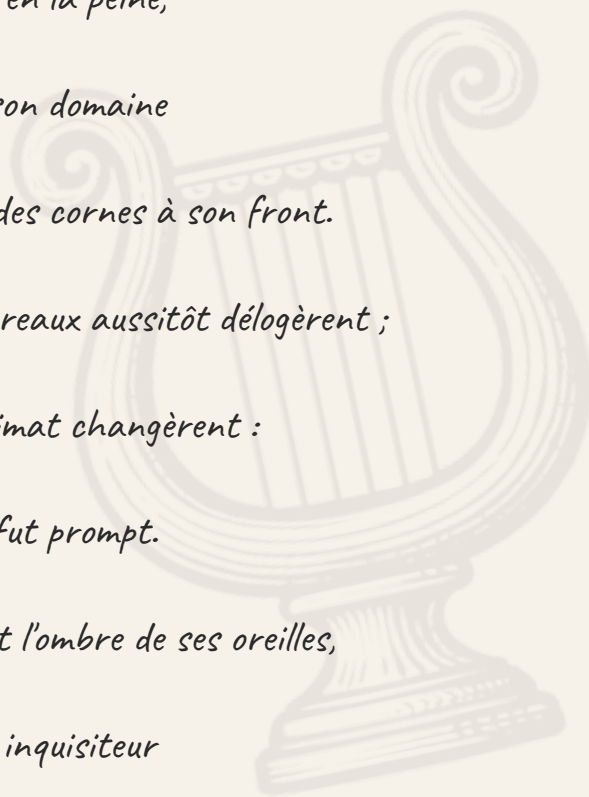 en la peine,
son domaine
des cornes à son front.
reaux aussitôt délogèrent ;
imat changèrent :
fut prompt.
t l'ombre de ses oreilles,
inquisiteur